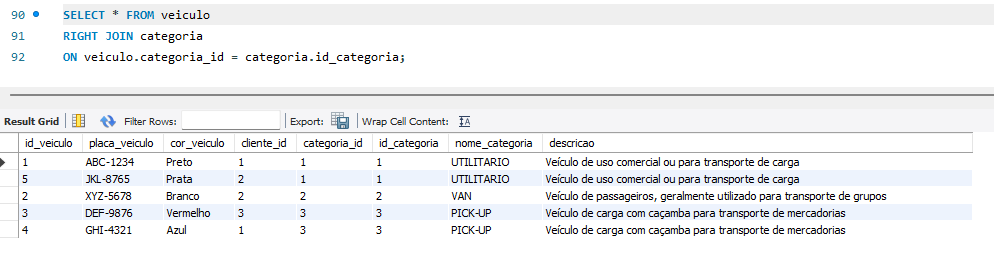 90 SELECT * FROM veiculo
91 RIGHT JOIN categoria
92 ON veiculo.categoria_id = categoria.id_categoria;
Result Grid Filter Rows: Export: Wrap Cell Content:
id_veiculo placa_veiculo cor_veiculo cliente_id categoria_id id_categoria nome_categoria descricao
1 ABC-1234 Preto 1 1 1 UTILITARIO Veículo de uso comercial ou para transporte de carga
5 JKL-8765 Prata 2 1 1 UTILITARIO Veículo de uso comercial ou para transporte de carga
2 XYZ-5678 Branco 2 2 2 VAN Veículo de passageiros, geralmente utilizado para transporte de grupos
3 DEF-9876 Vermelho 3 3 3 PICK-UP Veículo de carga com caçamba para transporte de mercadorias
4 GHI-4321 Azul 1 3 3 PICK-UP Veículo de carga com caçamba para transporte de mercadorias